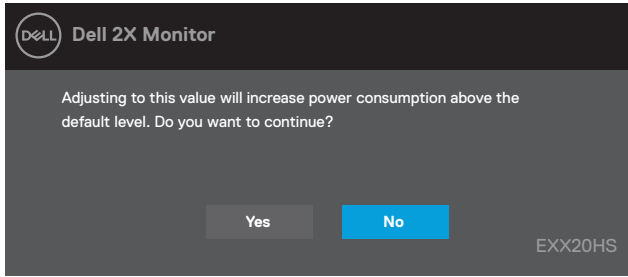 DELL Dell 2X Monitor
Adjusting to this value will increase power consumption above the
default level. Do you want to continue?
Yes No
EXX20HS